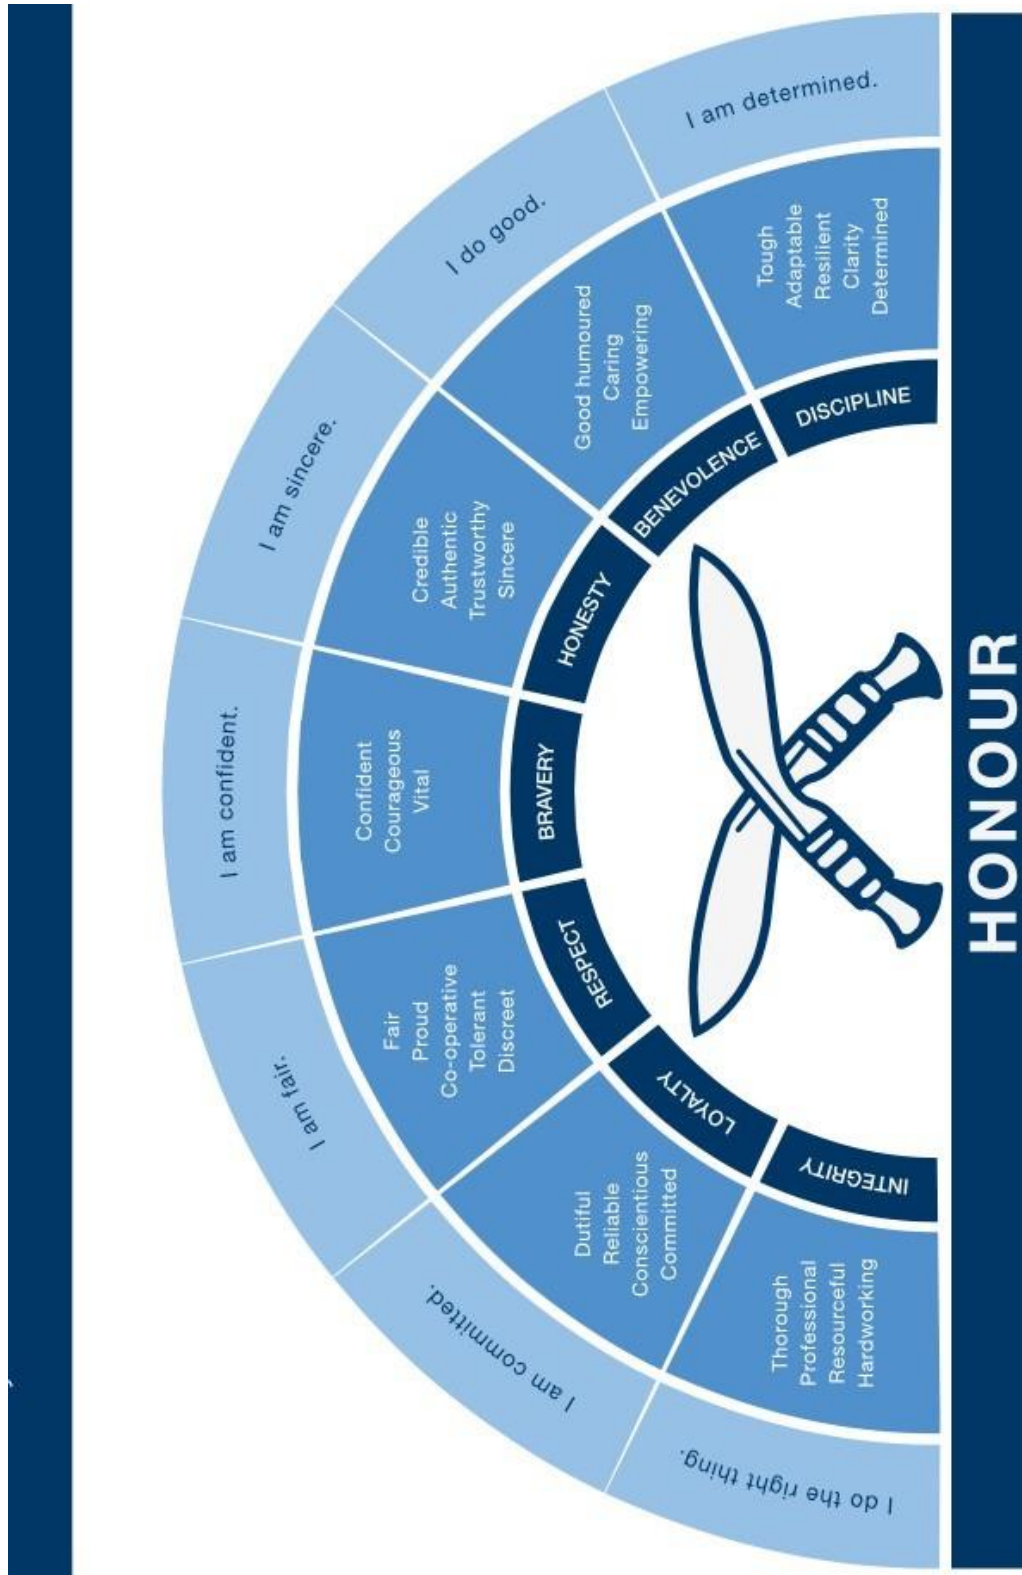 I do the right thing.
I am committed.
I am fair.
I am confident.
I am sincere.
I do good.
I am determined.
Thorough
Professional
Resourceful
Hardworking
Dutiful
Reliable
Conscientious
Committed
Fair
Proud
Co-operative
Tolerant
Discreet
Confident
Courageous
Vital
Credible
Authentic
Trustworthy
Sincere
Good humoured
Caring
Empowering
Tough
Adaptable
Resilient
Clarity
Determined
INTEGRITY
LOYALTY
RESPECT
BRAVERY
HONESTY
BENEVOLENCE
DISCIPLINE
HONOUR